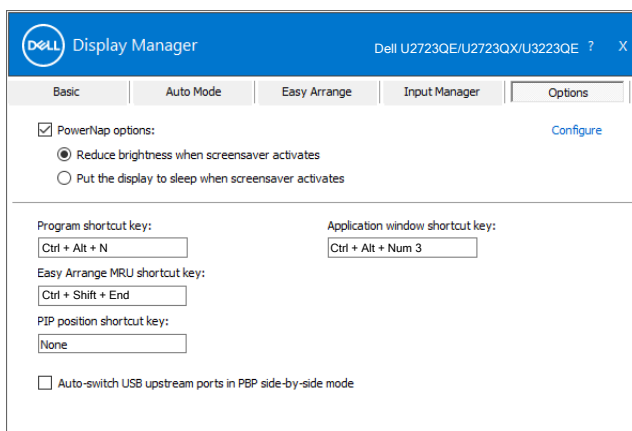 DELL Display Manager Dell U2723QE/U2723QX/U3223QE ? X
Basic Auto Mode Easy Arrange Input Manager Options
PowerNap options: Configure
Reduce brightness when screensaver activates
Put the display to sleep when screensaver activates
Program shortcut key: Application window shortcut key:
Ctrl + Alt + N Ctrl + Alt + Num 3
Easy Arrange MRU shortcut key:
Ctrl + Shift + End
PIP position shortcut key:
None
Auto-switch USB upstream ports in PBP side-by-side mode